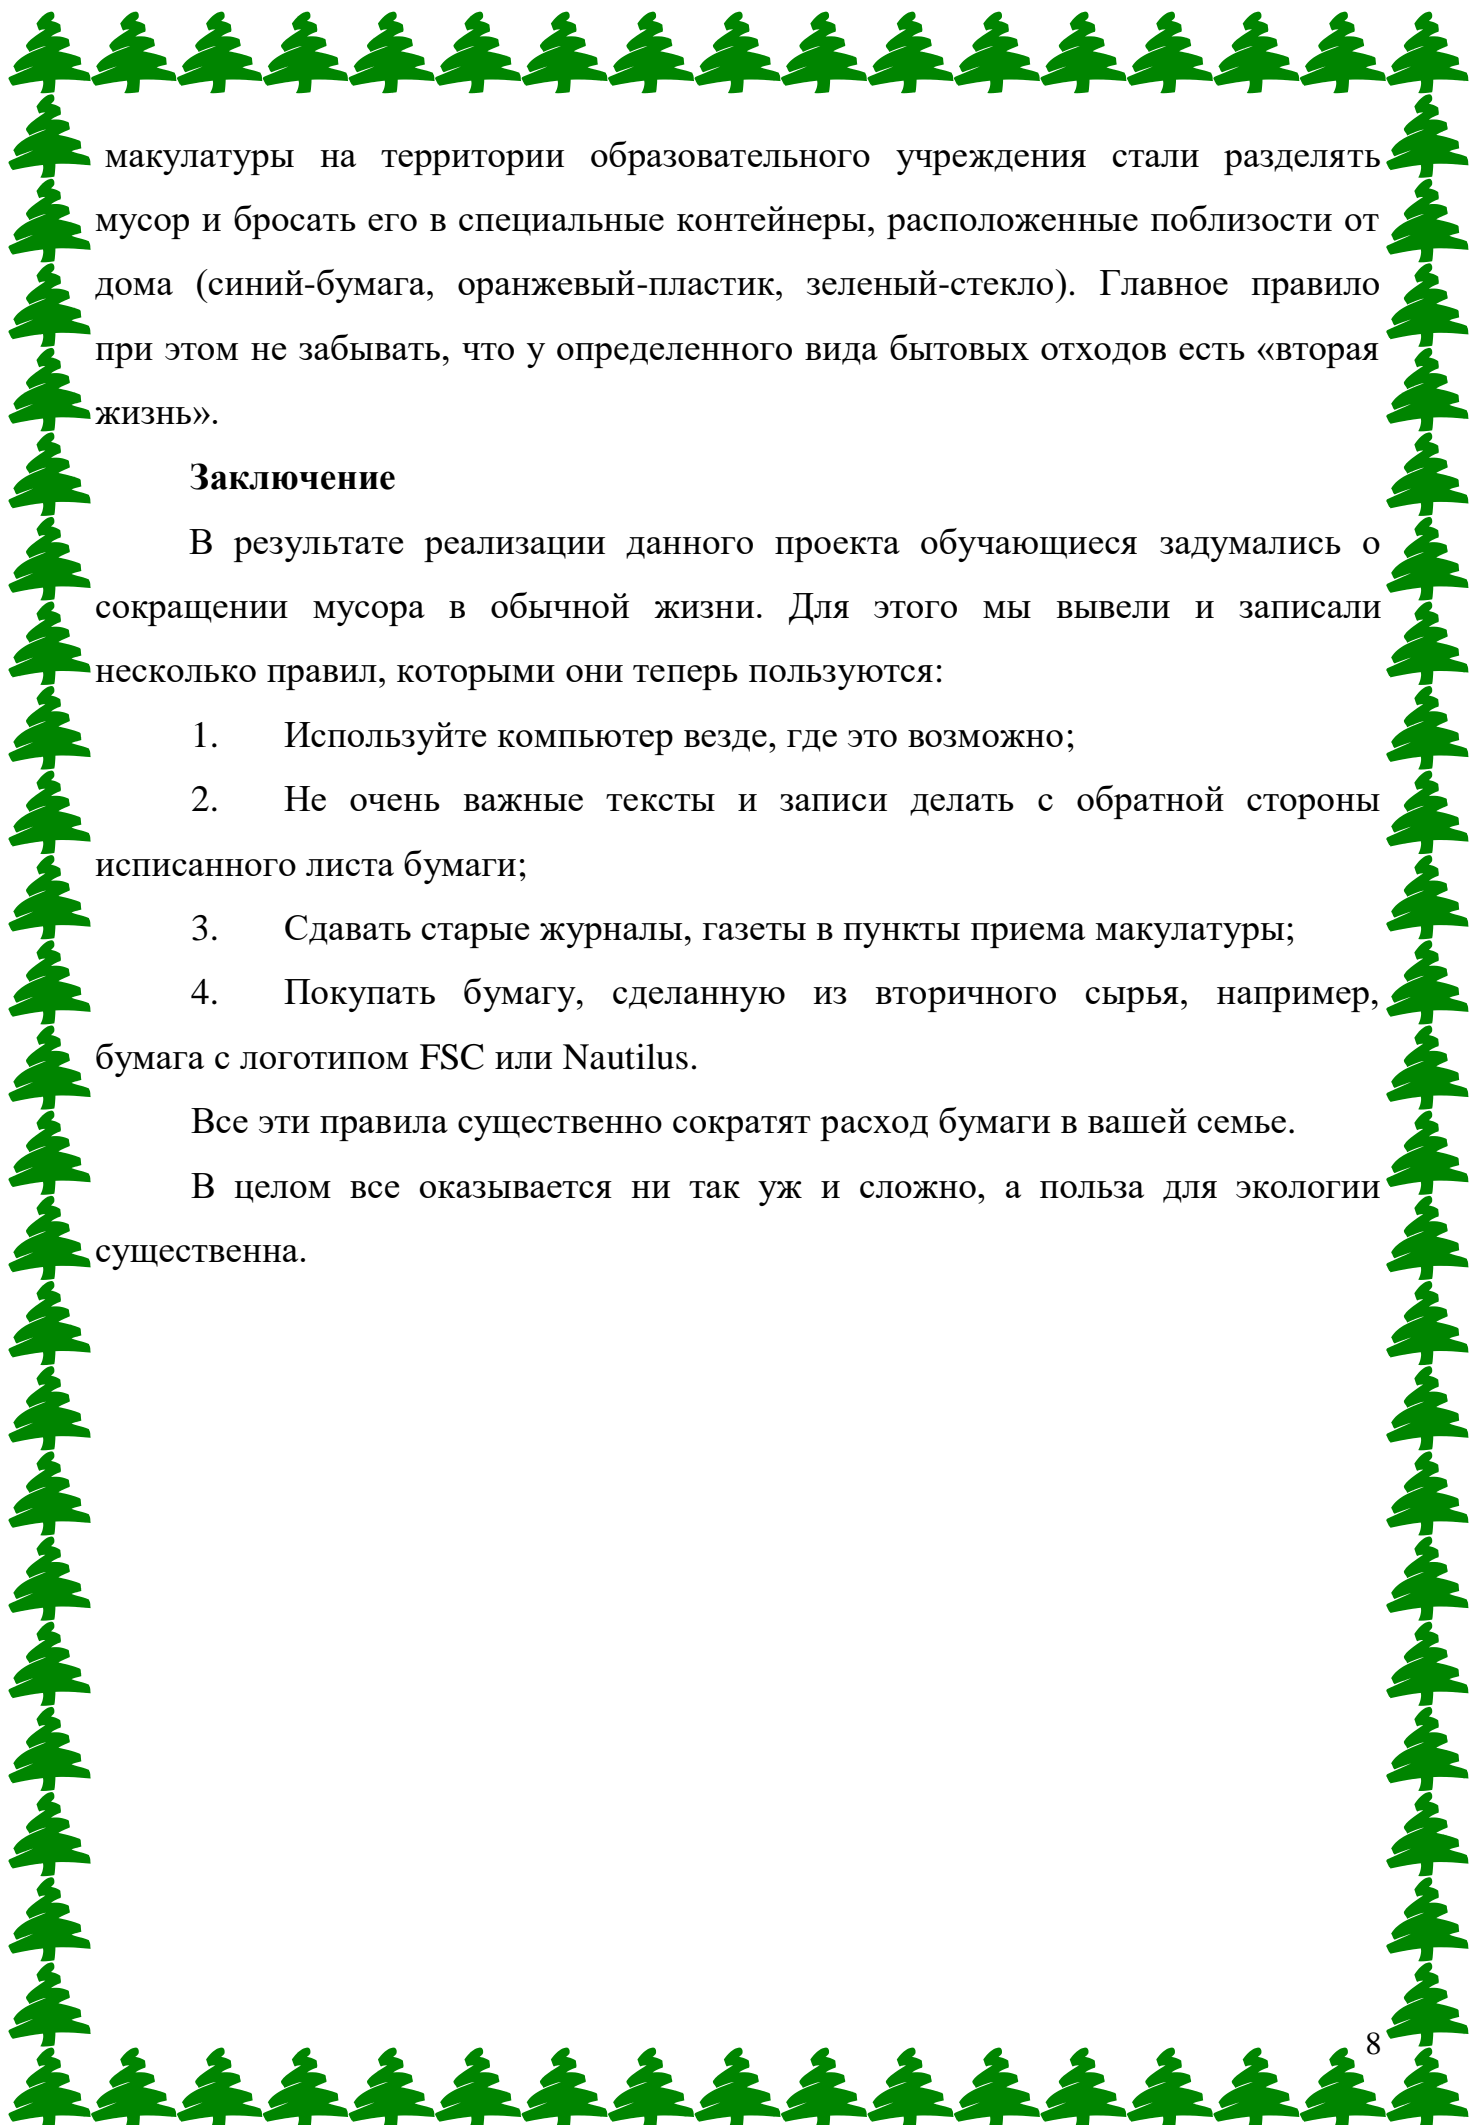 макулатуры на территории образовательного учреждения стали разделять
мусор и бросать его в специальные контейнеры, расположенные поблизости от
дома (синий-бумага, оранжевый-пластик, зеленый-стекло). Главное правило
при этом не забывать, что у определенного вида бытовых отходов есть «вторая
жизнь».
Заключение
В результате реализации данного проекта обучающиеся задумались о
сокращении мусора в обычной жизни. Для этого мы вывели и записали
несколько правил, которыми они теперь пользуются:
1. Используйте компьютер везде, где это возможно;
2. Не очень важные тексты и записи делать с обратной стороны
исписанного листа бумаги;
3. Сдавать старые журналы, газеты в пункты приема макулатуры;
4. Покупать бумагу, сделанную из вторичного сырья, например,
бумага с логотипом FSC или Nautilus.
Все эти правила существенно сократят расход бумаги в вашей семье.
В целом все оказывается ни так уж и сложно, а польза для экологии
существенна.
8